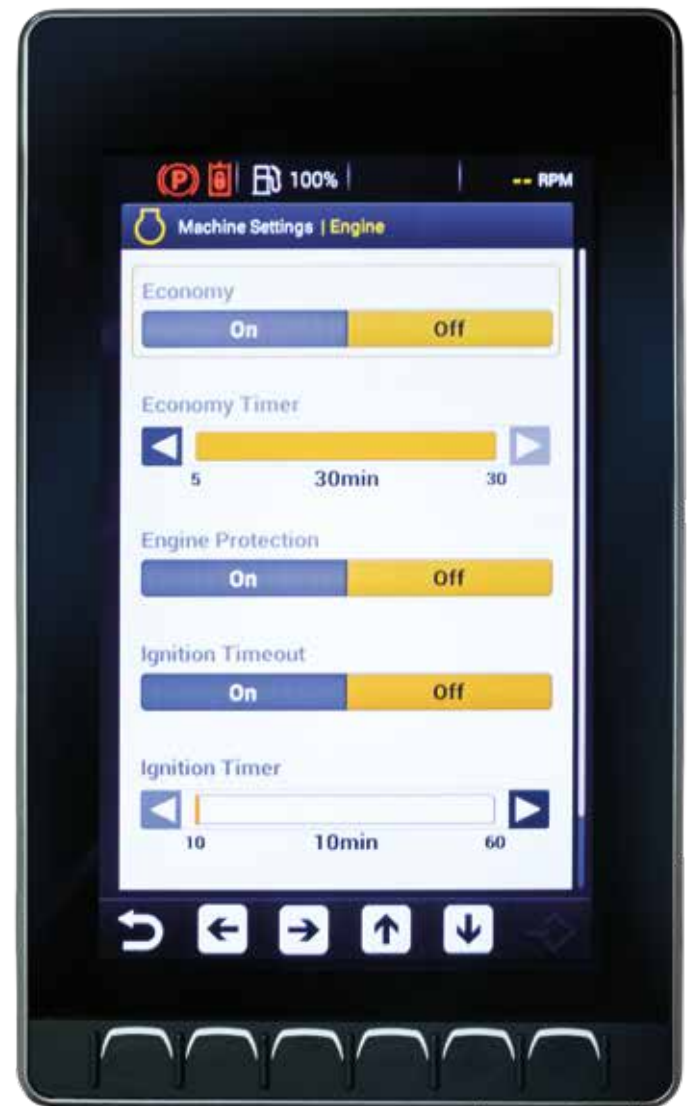 P 100% -- RPM
Machine Settings | Engine
Economy
On Off
Economy Timer
5 30min 30
Engine Protection
On Off
Ignition Timeout
On Off
Ignition Timer
10 10min 60